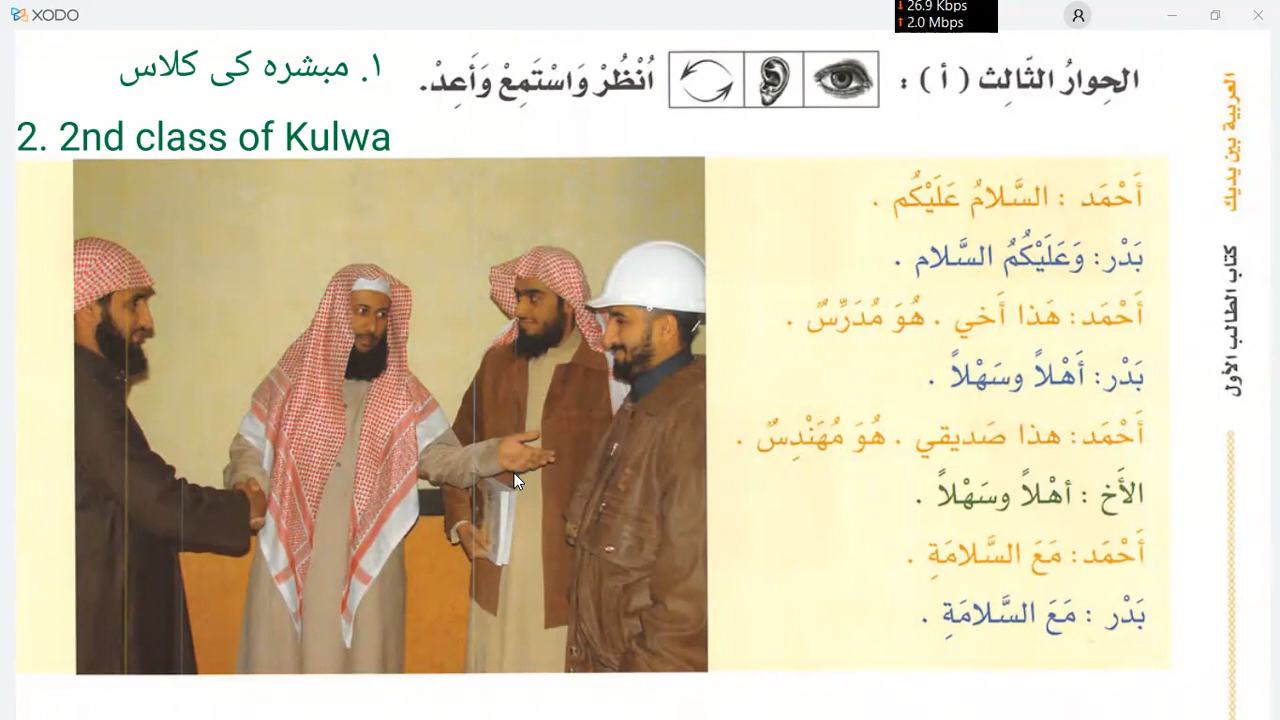 XODO
26.9 Kbps
2.0 Mbps
الحِوارُ الثّالِث ( أ ) : اُنْظُرْ وَاسْتَمِعْ وَأَعِدْ.
١. مبشرہ کی کلاس
2. 2nd class of Kulwa
أَحْمَد : السَّلامُ عَلَيْكُم .
بَدْر: وَعَلَيْكُمُ السَّلام .
أَحْمَد: هَذا أَخي . هُوَ مُدَرِّسٌ .
بَدْر: أَهْلاً وسَهْلاً .
أَحْمَد: هذا صَديقي . هُوَ مُهَنْدِسٌ .
الأَخ : أهْلاً وسَهْلاً .
أَحْمَد: مَعَ السَّلامَةِ .
بَدْر : مَعَ السَّلامَةِ .
العربية بين يديك
كتاب الطالب الأول